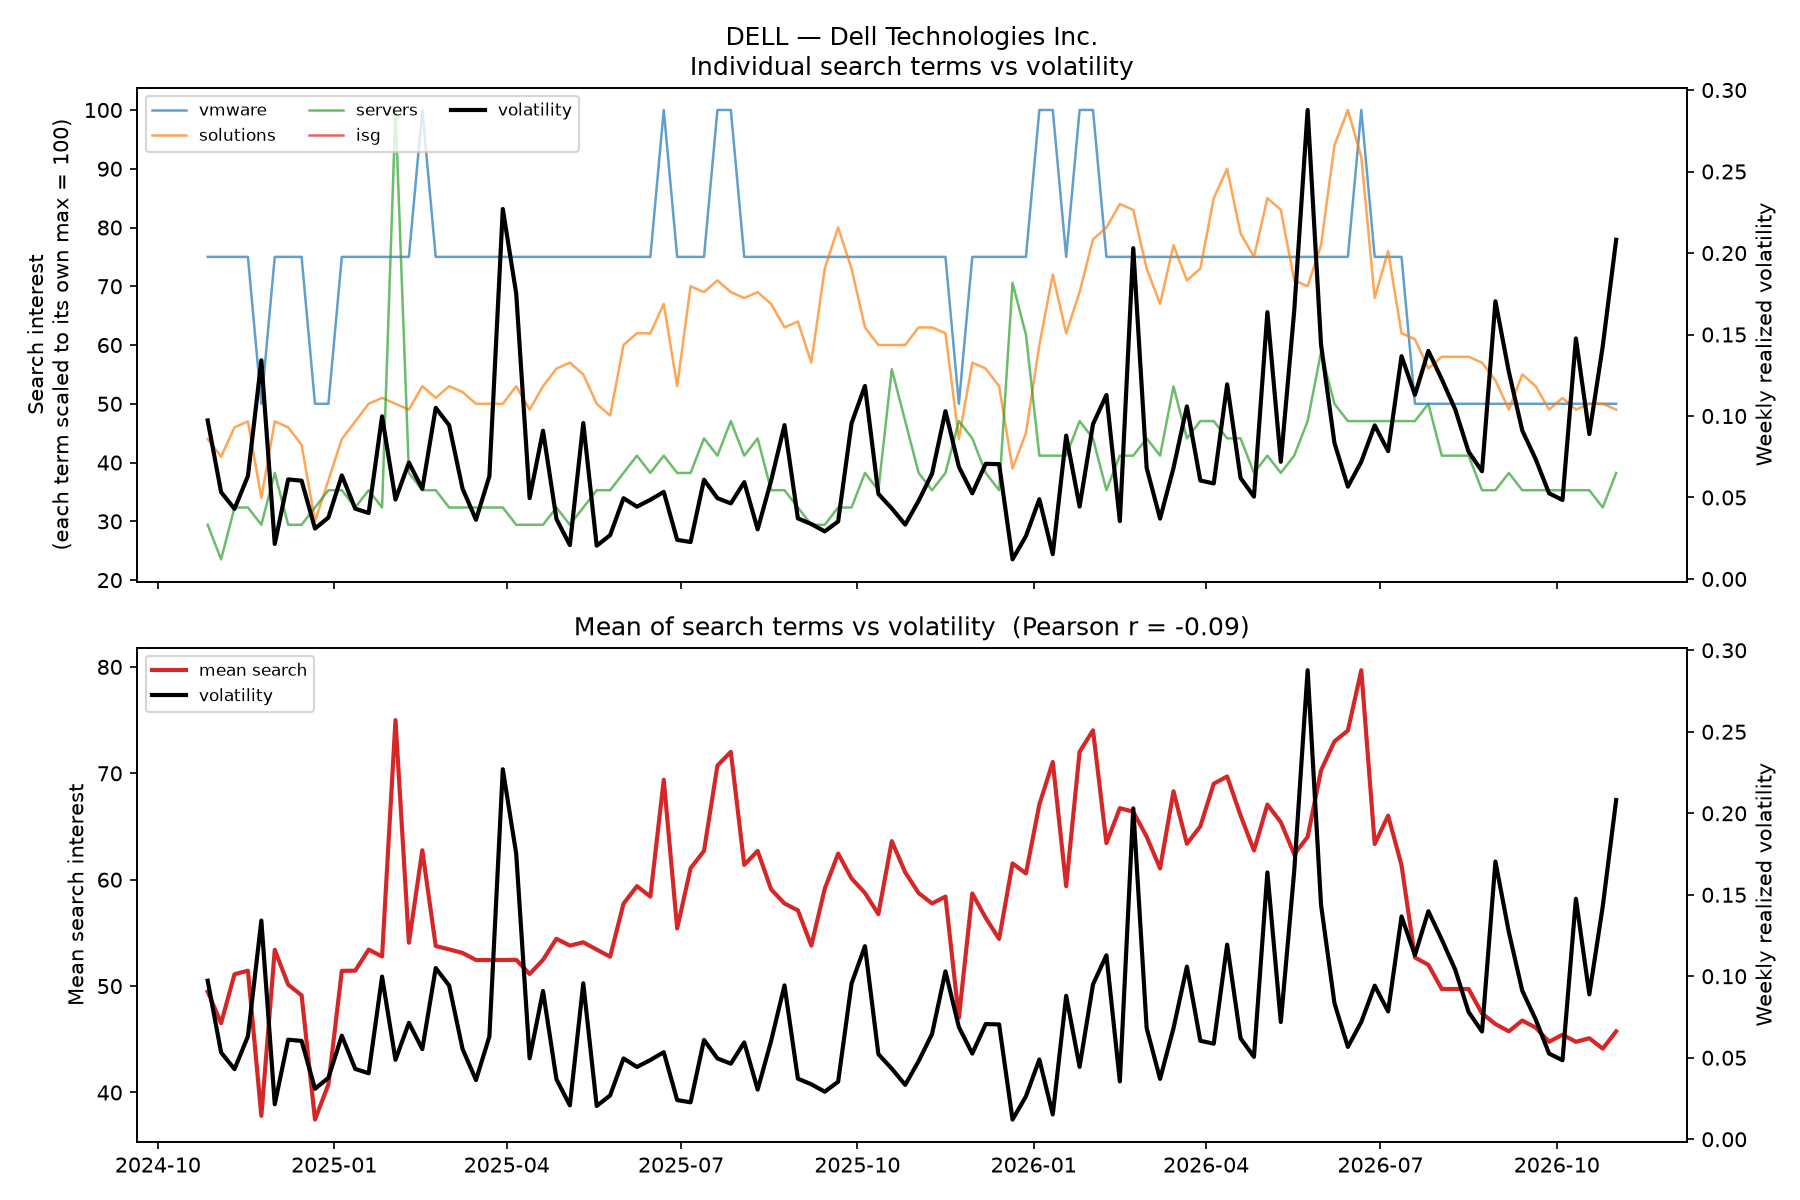 DELL — Dell Technologies Inc.
Individual search terms vs volatility
vmware
solutions
servers
isg
volatility
Search interest
(each term scaled to its own max = 100)
100
90
80
70
60
50
40
30
20
0.30
0.25
0.20
0.15
0.10
0.05
0.00
Weekly realized volatility
Mean of search terms vs volatility (Pearson r = -0.09)
mean search
volatility
Mean search interest
80
70
60
50
40
0.30
0.25
0.20
0.15
0.10
0.05
0.00
Weekly realized volatility
2024-10
2025-01
2025-04
2025-07
2025-10
2026-01
2026-04
2026-07
2026-10